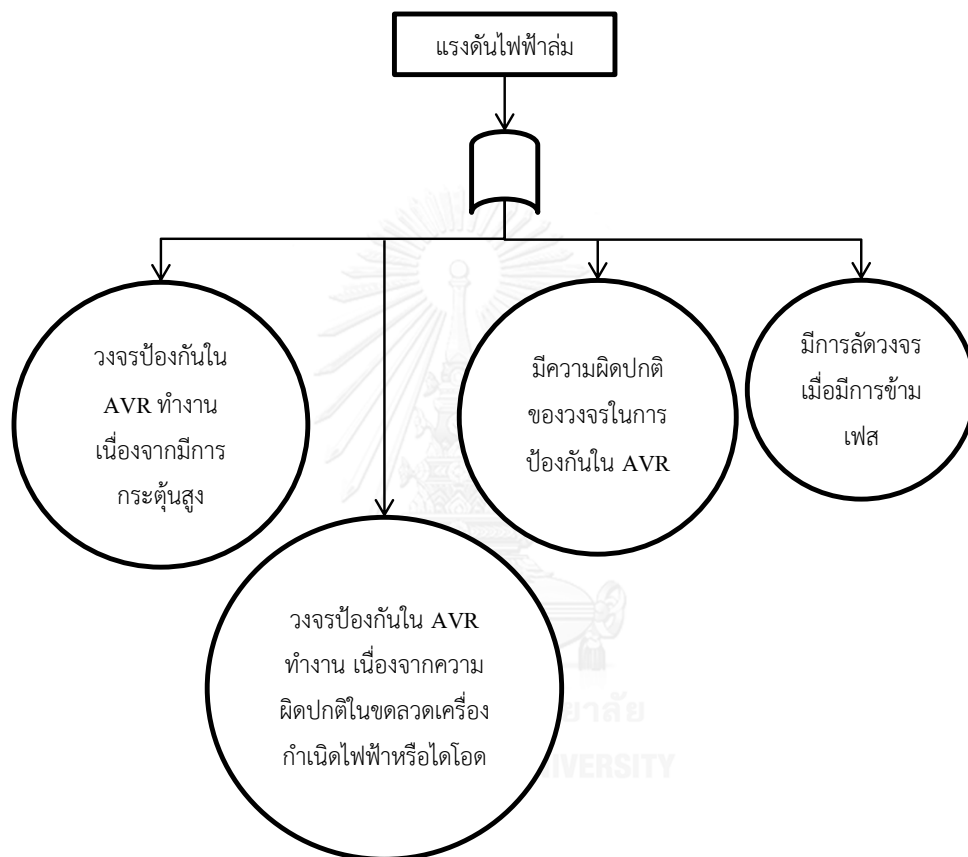 แรงดันไฟฟ้าล่ม
วงจรป้องกันใน
AVR ทำงาน
เนื่องจากมีการ
กระตุ้นสูง
มีความผิดปกติ
ของวงจรในการ
ป้องกันใน AVR
มีการลัดวงจร
เมื่อมีการข้าม
เฟส
วงจรป้องกันใน AVR
ทำงาน เนื่องจากความ
ผิดปกติในขดลวดเครื่อง
กำเนิดไฟฟ้าหรือไดโอด